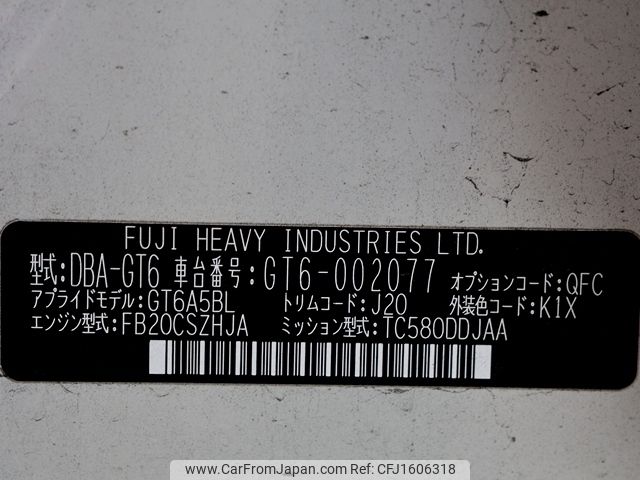 FUJI HEAVY INDUSTRIES LTD.
型式:DBA-GT6 車台番号:GT6-002077 オプションコード:QFC
アプライドモデル:GT6A5BL トリムコード:J20 外装色コード:K1X
エンジン型式:FB20CSZHJA ミッション型式:TC580DDJAA
www.CarFromJapan.com - CFJ1606318